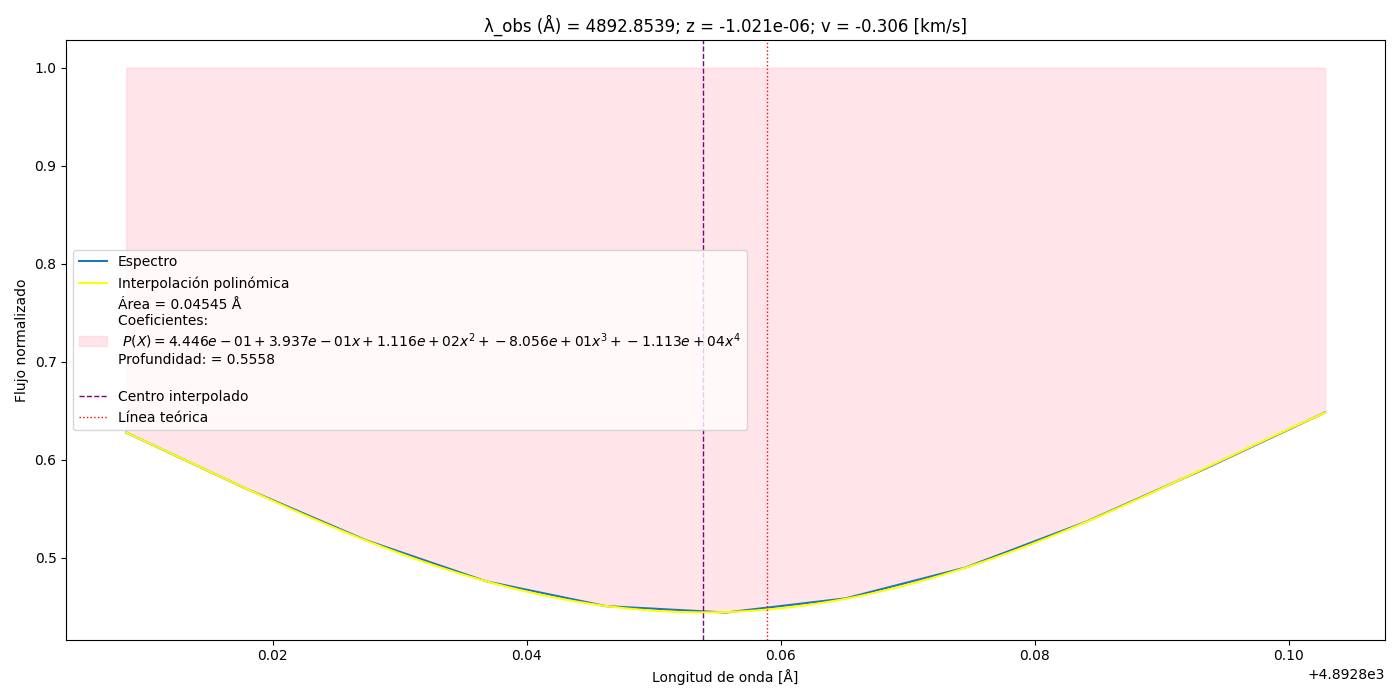 λ_obs (Å) = 4892.8539; z = -1.021e-06; v = -0.306 [km/s]
Flujo normalizado
1.0
0.9
0.8
0.7
0.6
0.5
Espectro
Interpolación polinómica
Área = 0.04545 Å
Coeficientes:
P(X) = 4.446e − 01 + 3.937e − 01x + 1.116e + 02x² + −8.056e + 01x³ + −1.113e + 04x⁴
Profundidad: = 0.5558
Centro interpolado
Línea teórica
0.02 0.04 0.06 0.08 0.10
+4.8928e3
Longitud de onda [Å]